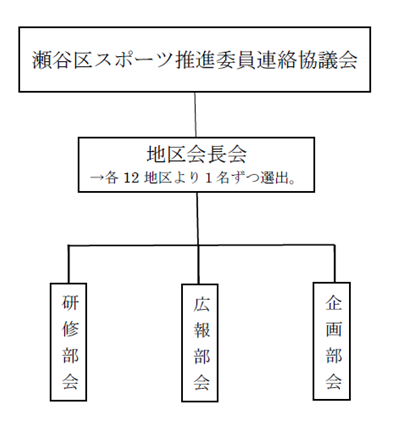 瀬谷区スポーツ推進委員連絡協議会
地区会長会
→各12地区より1名ずつ選出。
研修部会
広報部会
企画部会